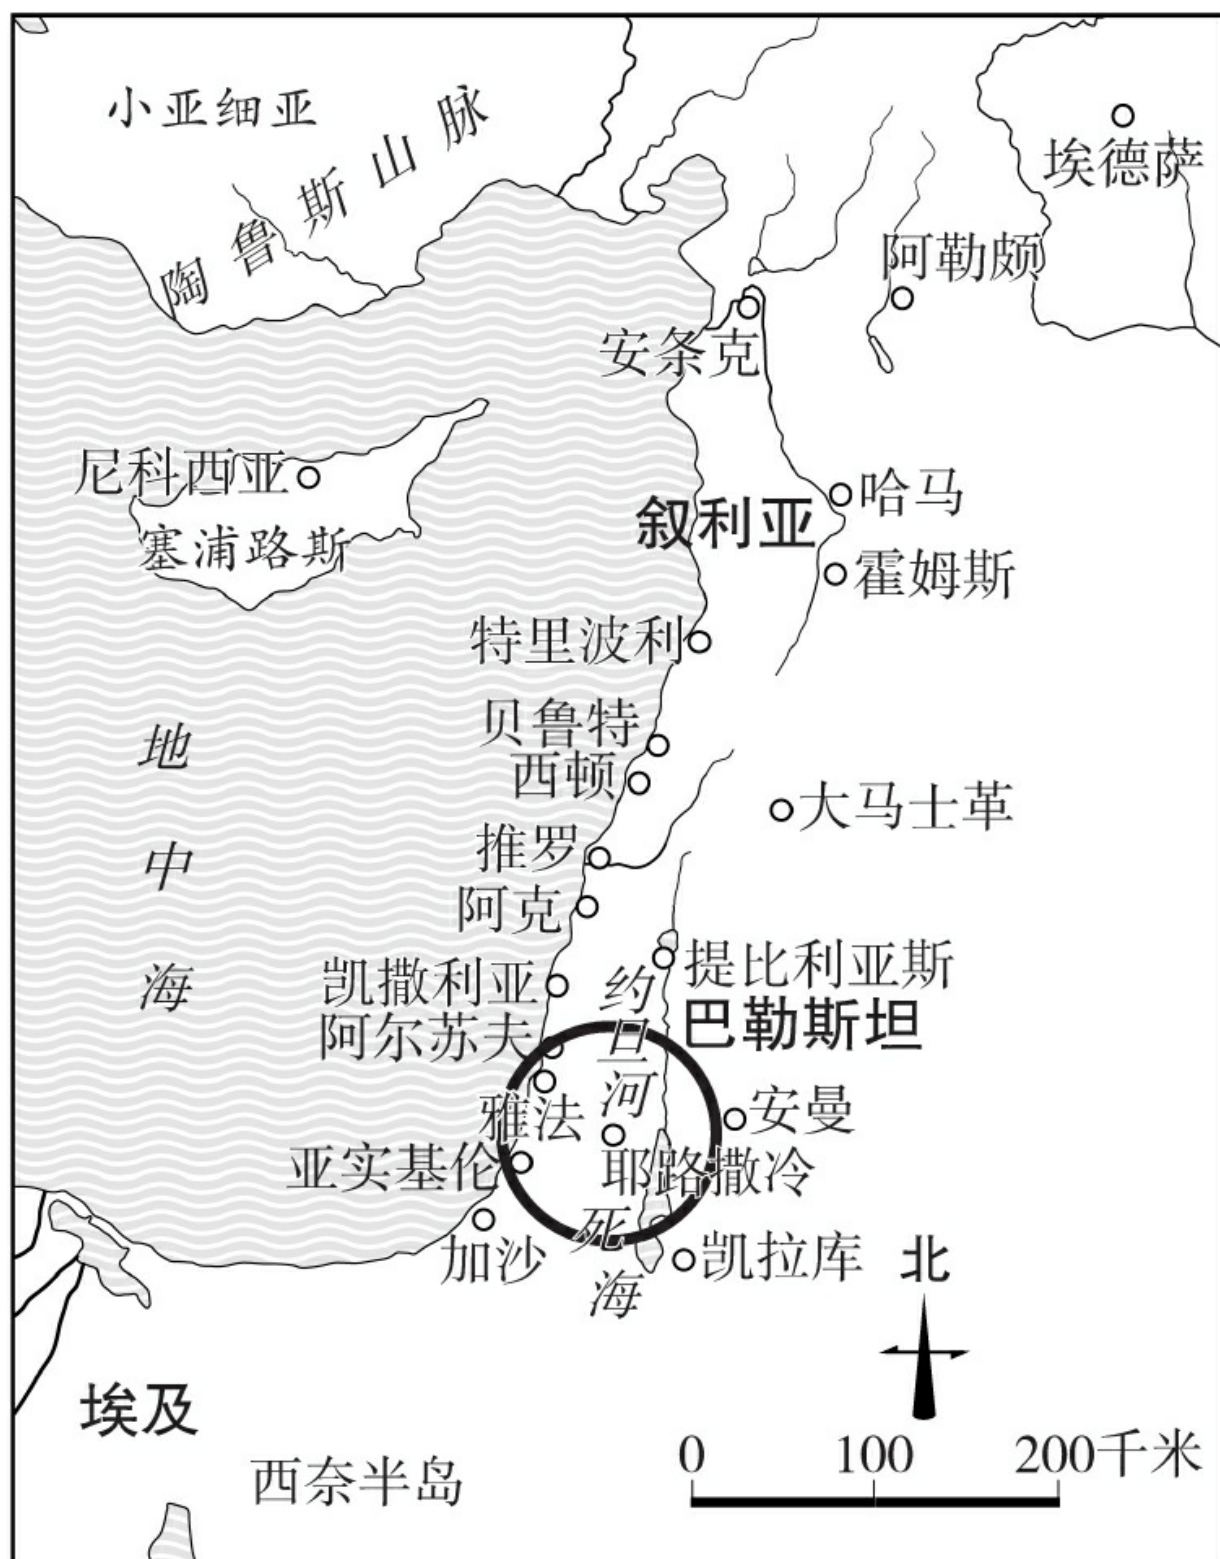 小亚细亚
陶鲁斯山脉
埃德萨
阿勒颇
安条克
尼科西亚
塞浦路斯
哈马
叙利亚
霍姆斯
特里波利
贝鲁特
西顿
大马士革
推罗
阿克
地中海
提比利亚斯
凯撒利亚
约旦河
巴勒斯坦
阿尔苏夫
雅法
安曼
亚实基伦
耶路撒冷
加沙
死海
凯拉库
北
埃及
西奈半岛
0 100 200千米